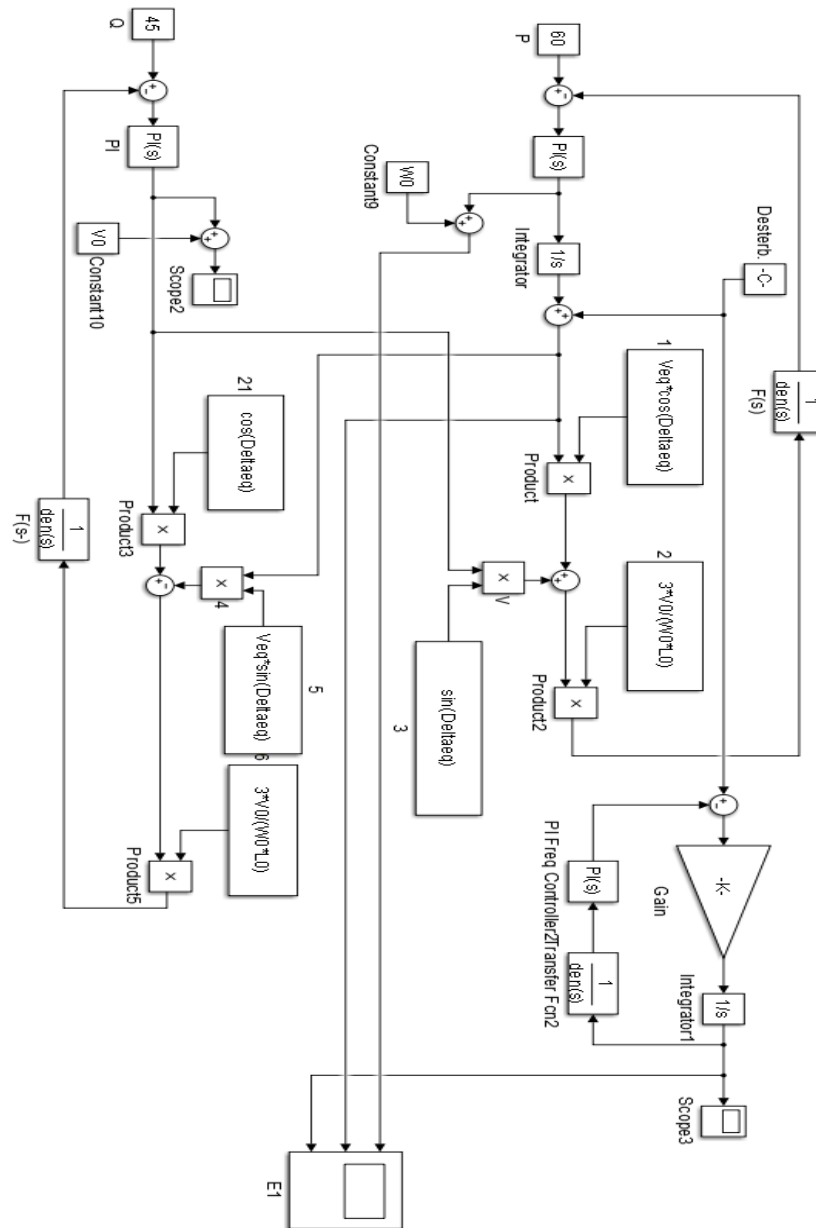 Desterb.
-C-
1
den(s)
F(s)
60
P
+
-
PI(s)
1/s
Integrator
W0
Constant9
+
+
+
+
1
Veq*cos(Deltaeq)
x
Product
2
3*V0/(W0*L0)
x
Product2
+
+
x
V
sin(Deltaeq)
3
+
-
-K-
Gain
1/s
Integrator1
Scope3
1
den(s)
Transfer Fcn2
PI(s)
PI Freq Controller2
E1
45
Q
+
-
PI(s)
PI
V0
Constant10
+
+
Scope2
21
cos(Deltaeq)
x
Product3
+
-
x
4
Veq*sin(Deltaeq)
5
6
3*V0/(W0*L0)
x
Product5
1
den(s)
F(s-)